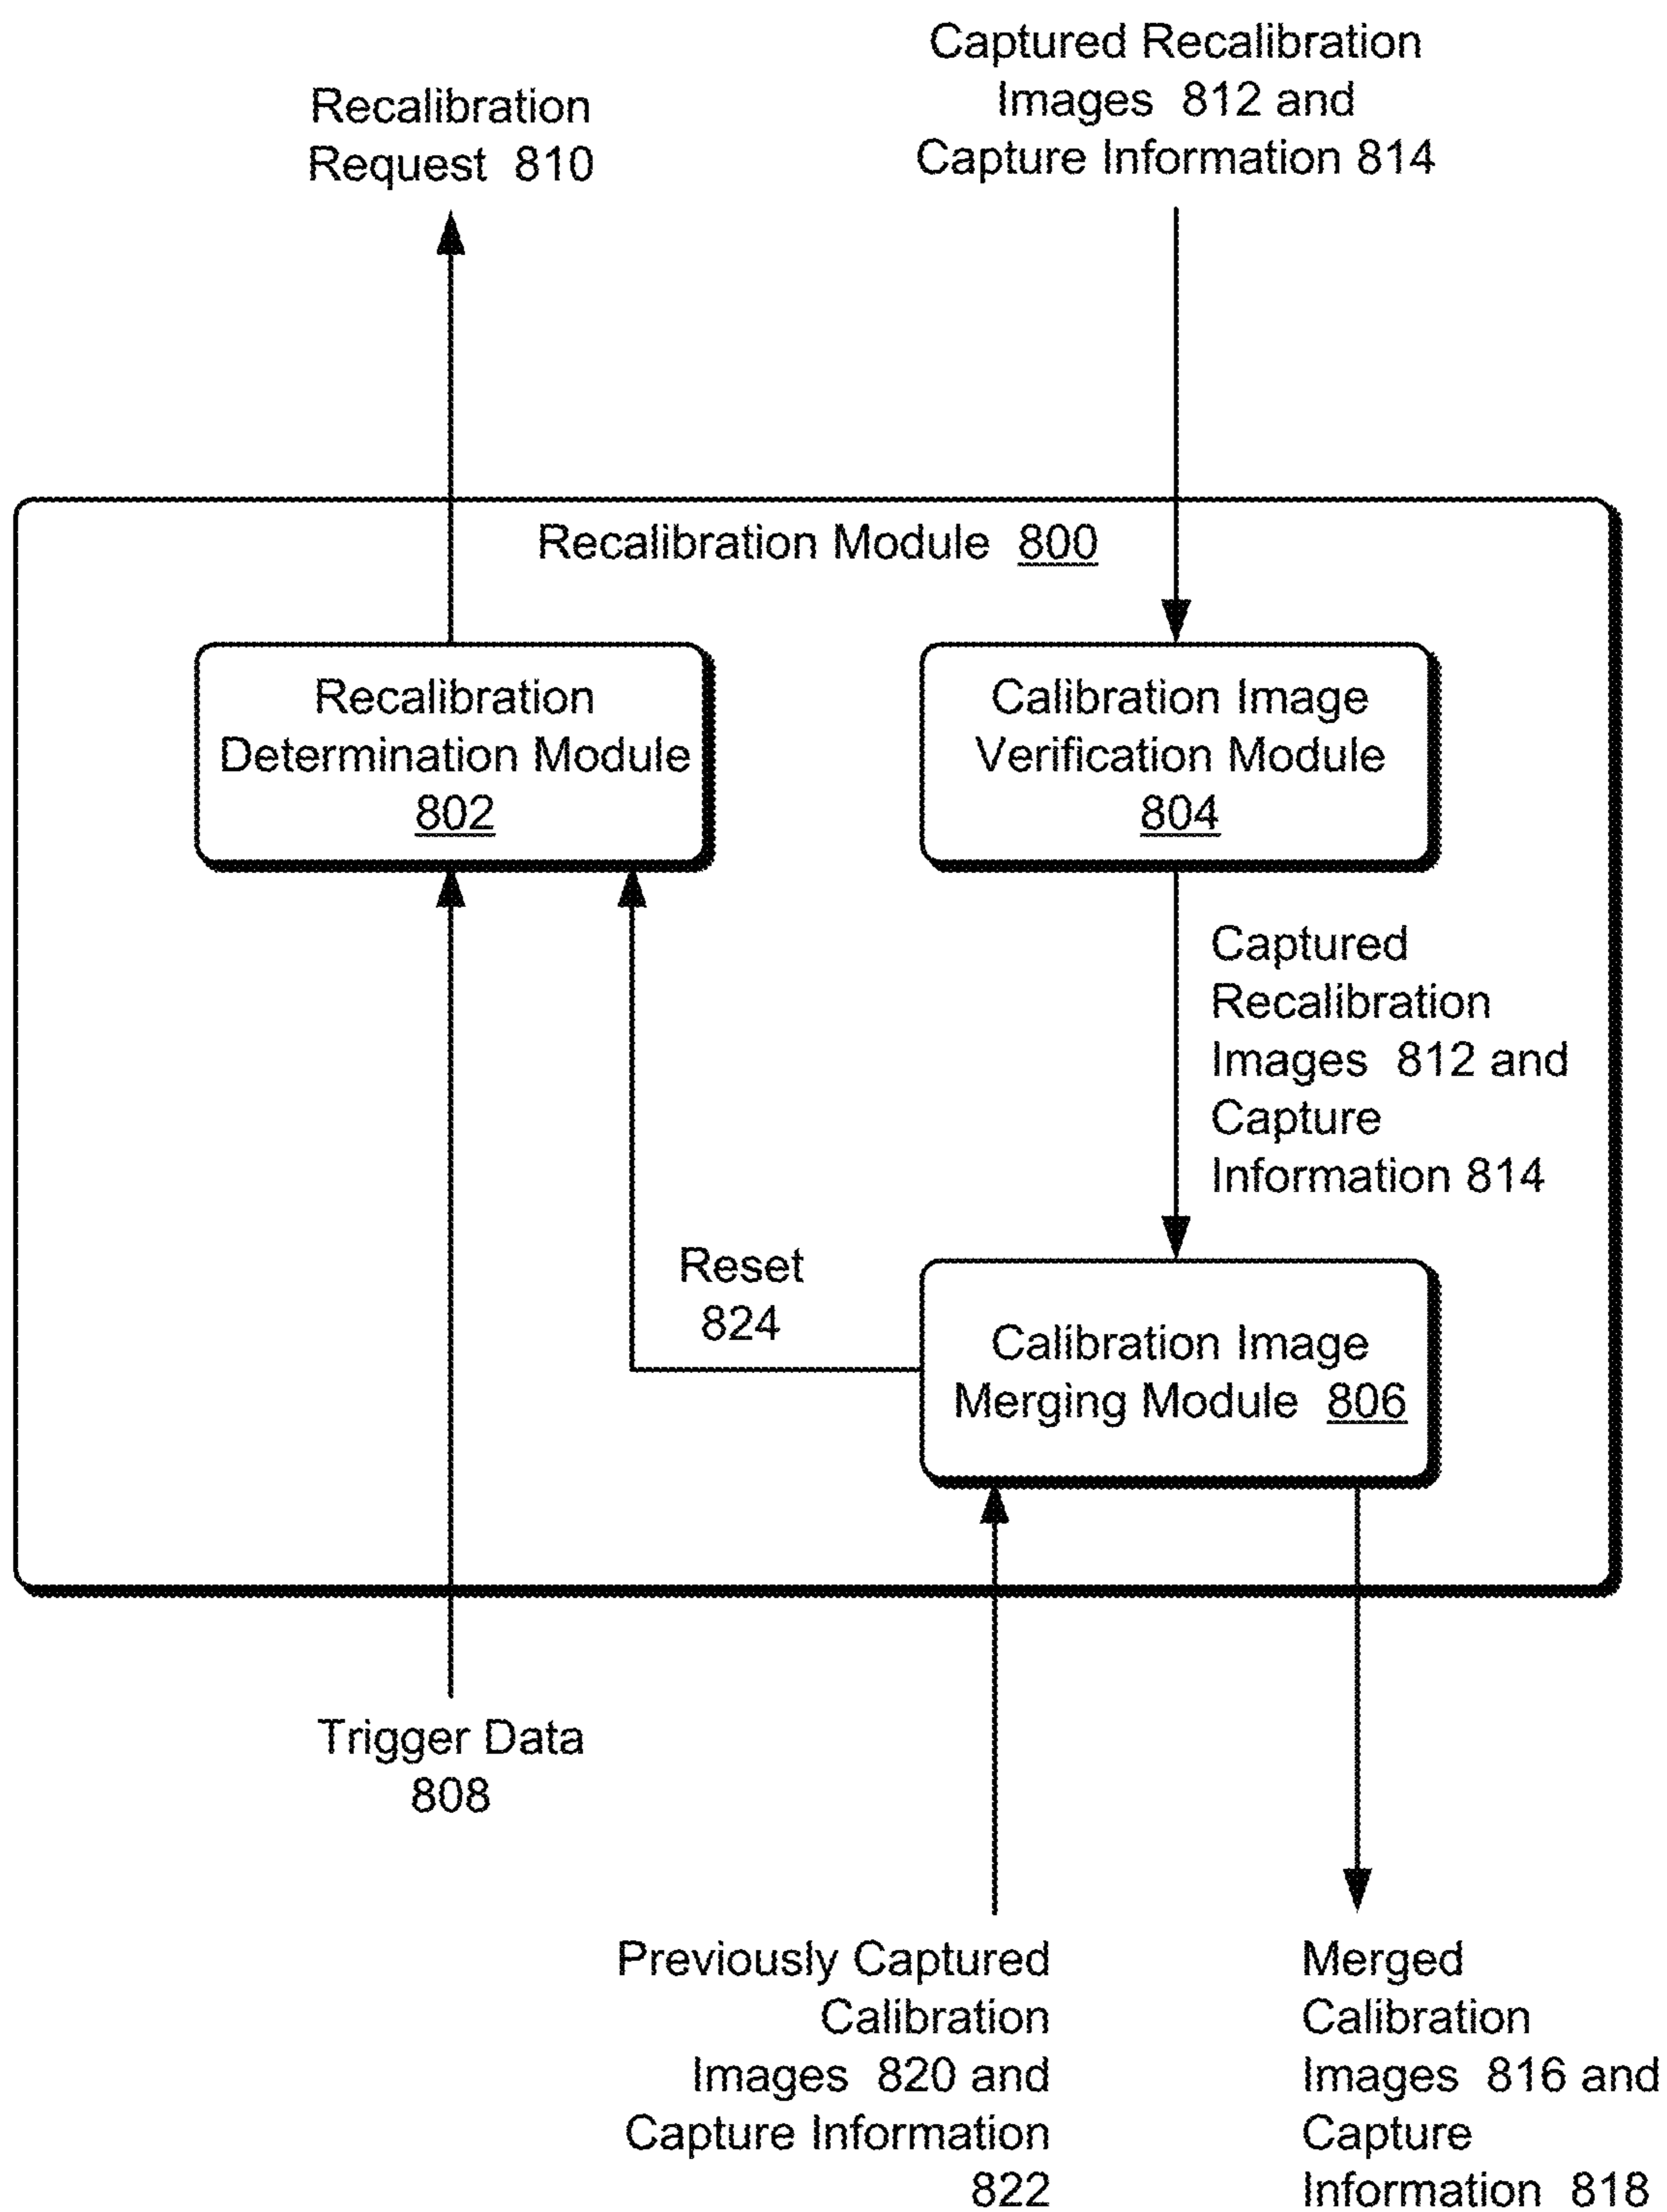 Recalibration
Request 810
Captured Recalibration
Images 812 and
Capture Information 814
Recalibration Module 800
Recalibration
Determination Module
802
Calibration Image
Verification Module
804
Captured
Recalibration
Images 812 and
Capture
Information 814
Reset
824
Calibration Image
Merging Module 806
Trigger Data
808
Previously Captured
Calibration
Images 820 and
Capture Information
822
Merged
Calibration
Images 816 and
Capture
Information 818